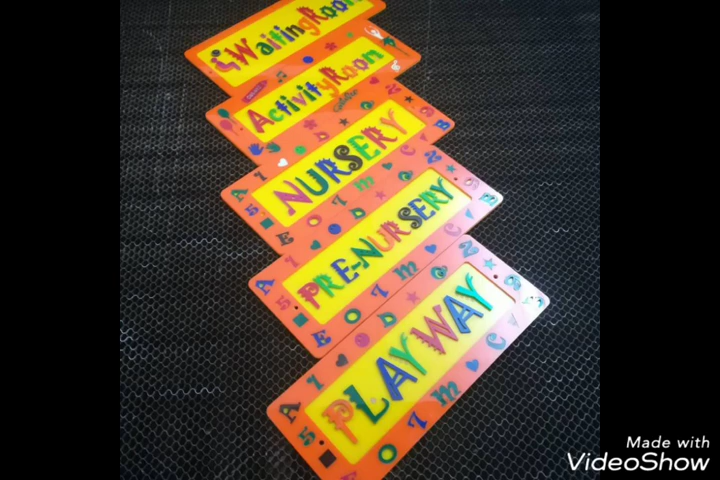 WaitingRoom
ActivityRoom
NURSERY
PRE-NURSERY
PLAYWAY
Made with
VideoShow